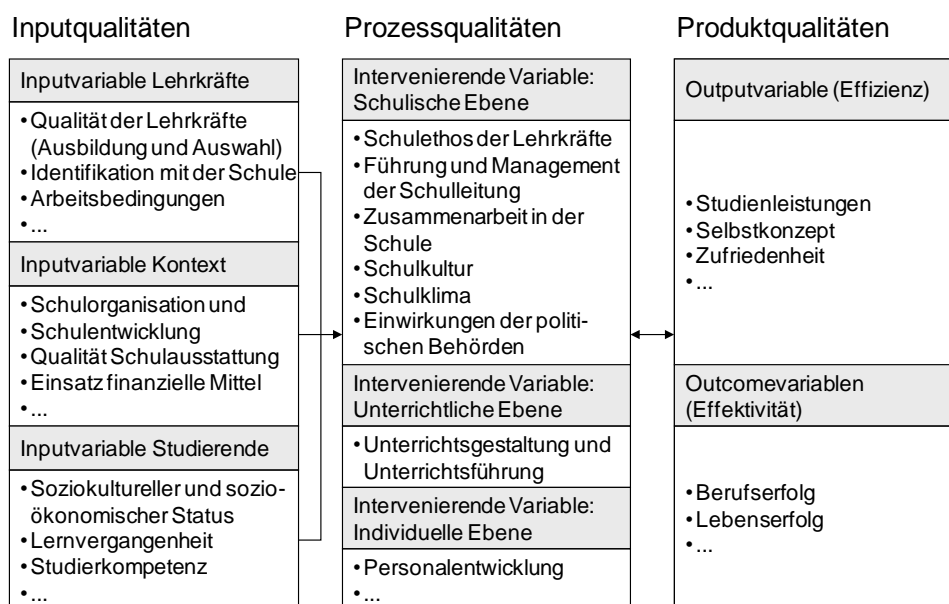 Inputqualitäten
Inputvariable Lehrkräfte
• Qualität der Lehrkräfte
(Ausbildung und Auswahl)
• Identifikation mit der Schule
• Arbeitsbedingungen
• ...
Inputvariable Kontext
• Schulorganisation und
• Schulentwicklung
• Qualität Schulausstattung
• Einsatz finanzielle Mittel
• ...
Inputvariable Studierende
• Soziokultureller und sozio-
ökonomischer Status
• Lernvergangenheit
• Studierkompetenz
• ...
Prozessqualitäten
Intervenierende Variable:
Schulische Ebene
• Schulethos der Lehrkräfte
• Führung und Management
der Schulleitung
• Zusammenarbeit in der
Schule
• Schulkultur
• Schulklima
• Einwirkungen der politi-
schen Behörden
Intervenierende Variable:
Unterrichtliche Ebene
• Unterrichtsgestaltung und
Unterrichtsführung
Intervenierende Variable:
Individuelle Ebene
• Personalentwicklung
• ...
Produktqualitäten
Outputvariable (Effizienz)
• Studienleistungen
• Selbstkonzept
• Zufriedenheit
• ...
Outcomevariablen
(Effektivität)
• Berufserfolg
• Lebenserfolg
• ...